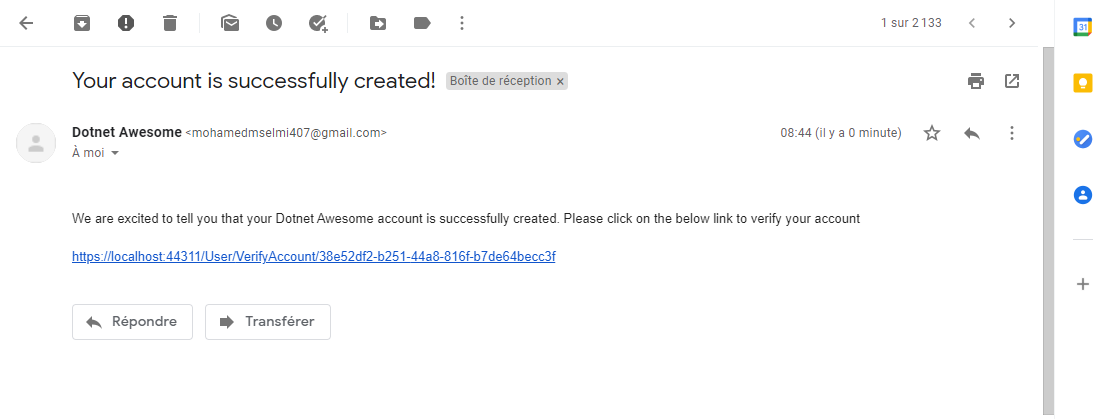 1 sur 2 133
31
Your account is successfully created!
Boîte de réception ×
Dotnet Awesome <mohamedmselmi407@gmail.com>
08:44 (il y a 0 minute)
À moi
We are excited to tell you that your Dotnet Awesome account is successfully created. Please click on the below link to verify your account
https://localhost:44311/User/VerifyAccount/38e52df2-b251-44a8-816f-b7de64becc3f
Répondre
Transférer